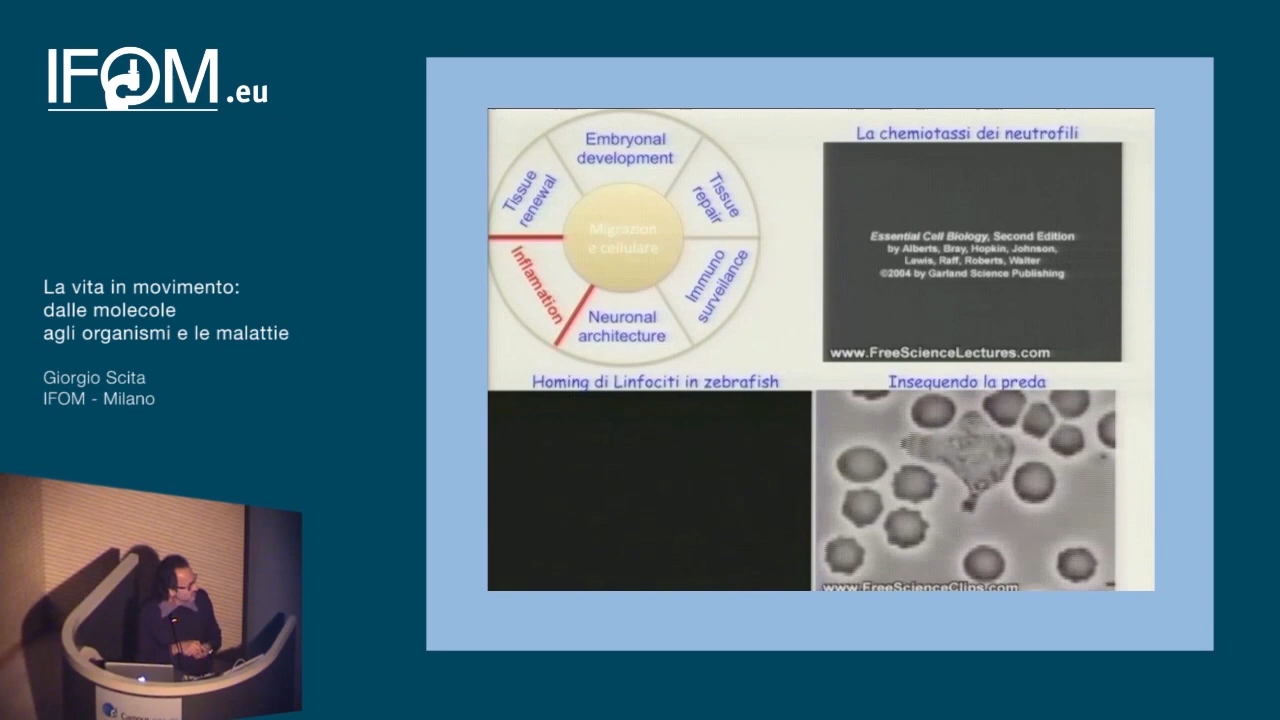 IFOM.eu
La vita in movimento:
dalle molecole
agli organismi e le malattie
Giorgio Scita
IFOM - Milano
Embryonal
development
Tissue
repair
Immuno
surveilance
Neuronal
architecture
Inflamation
Tissue
renewal
Migrazion
e cellulare
La chemiotassi dei neutrofili
Essential Cell Biology, Second Edition
by Alberts, Bray, Hopkin, Johnson,
Lewis, Raff, Roberts, Walter
©2004 by Garland Science Publishing
www.FreeScienceLectures.com
Homing di Linfociti in zebrafish
Inseguendo la preda
www.FreeScienceClips.com